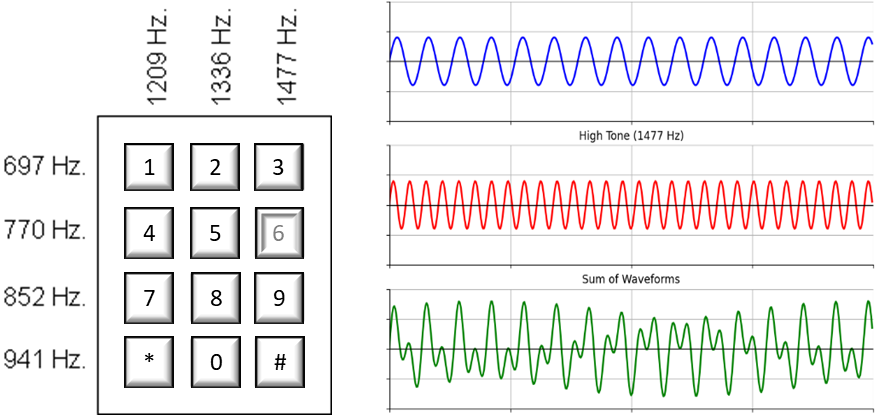 1209 Hz.
1336 Hz.
1477 Hz.
697 Hz.
1 2 3
770 Hz.
4 5 6
852 Hz.
7 8 9
941 Hz.
* 0 #
High Tone (1477 Hz)
Sum of Waveforms